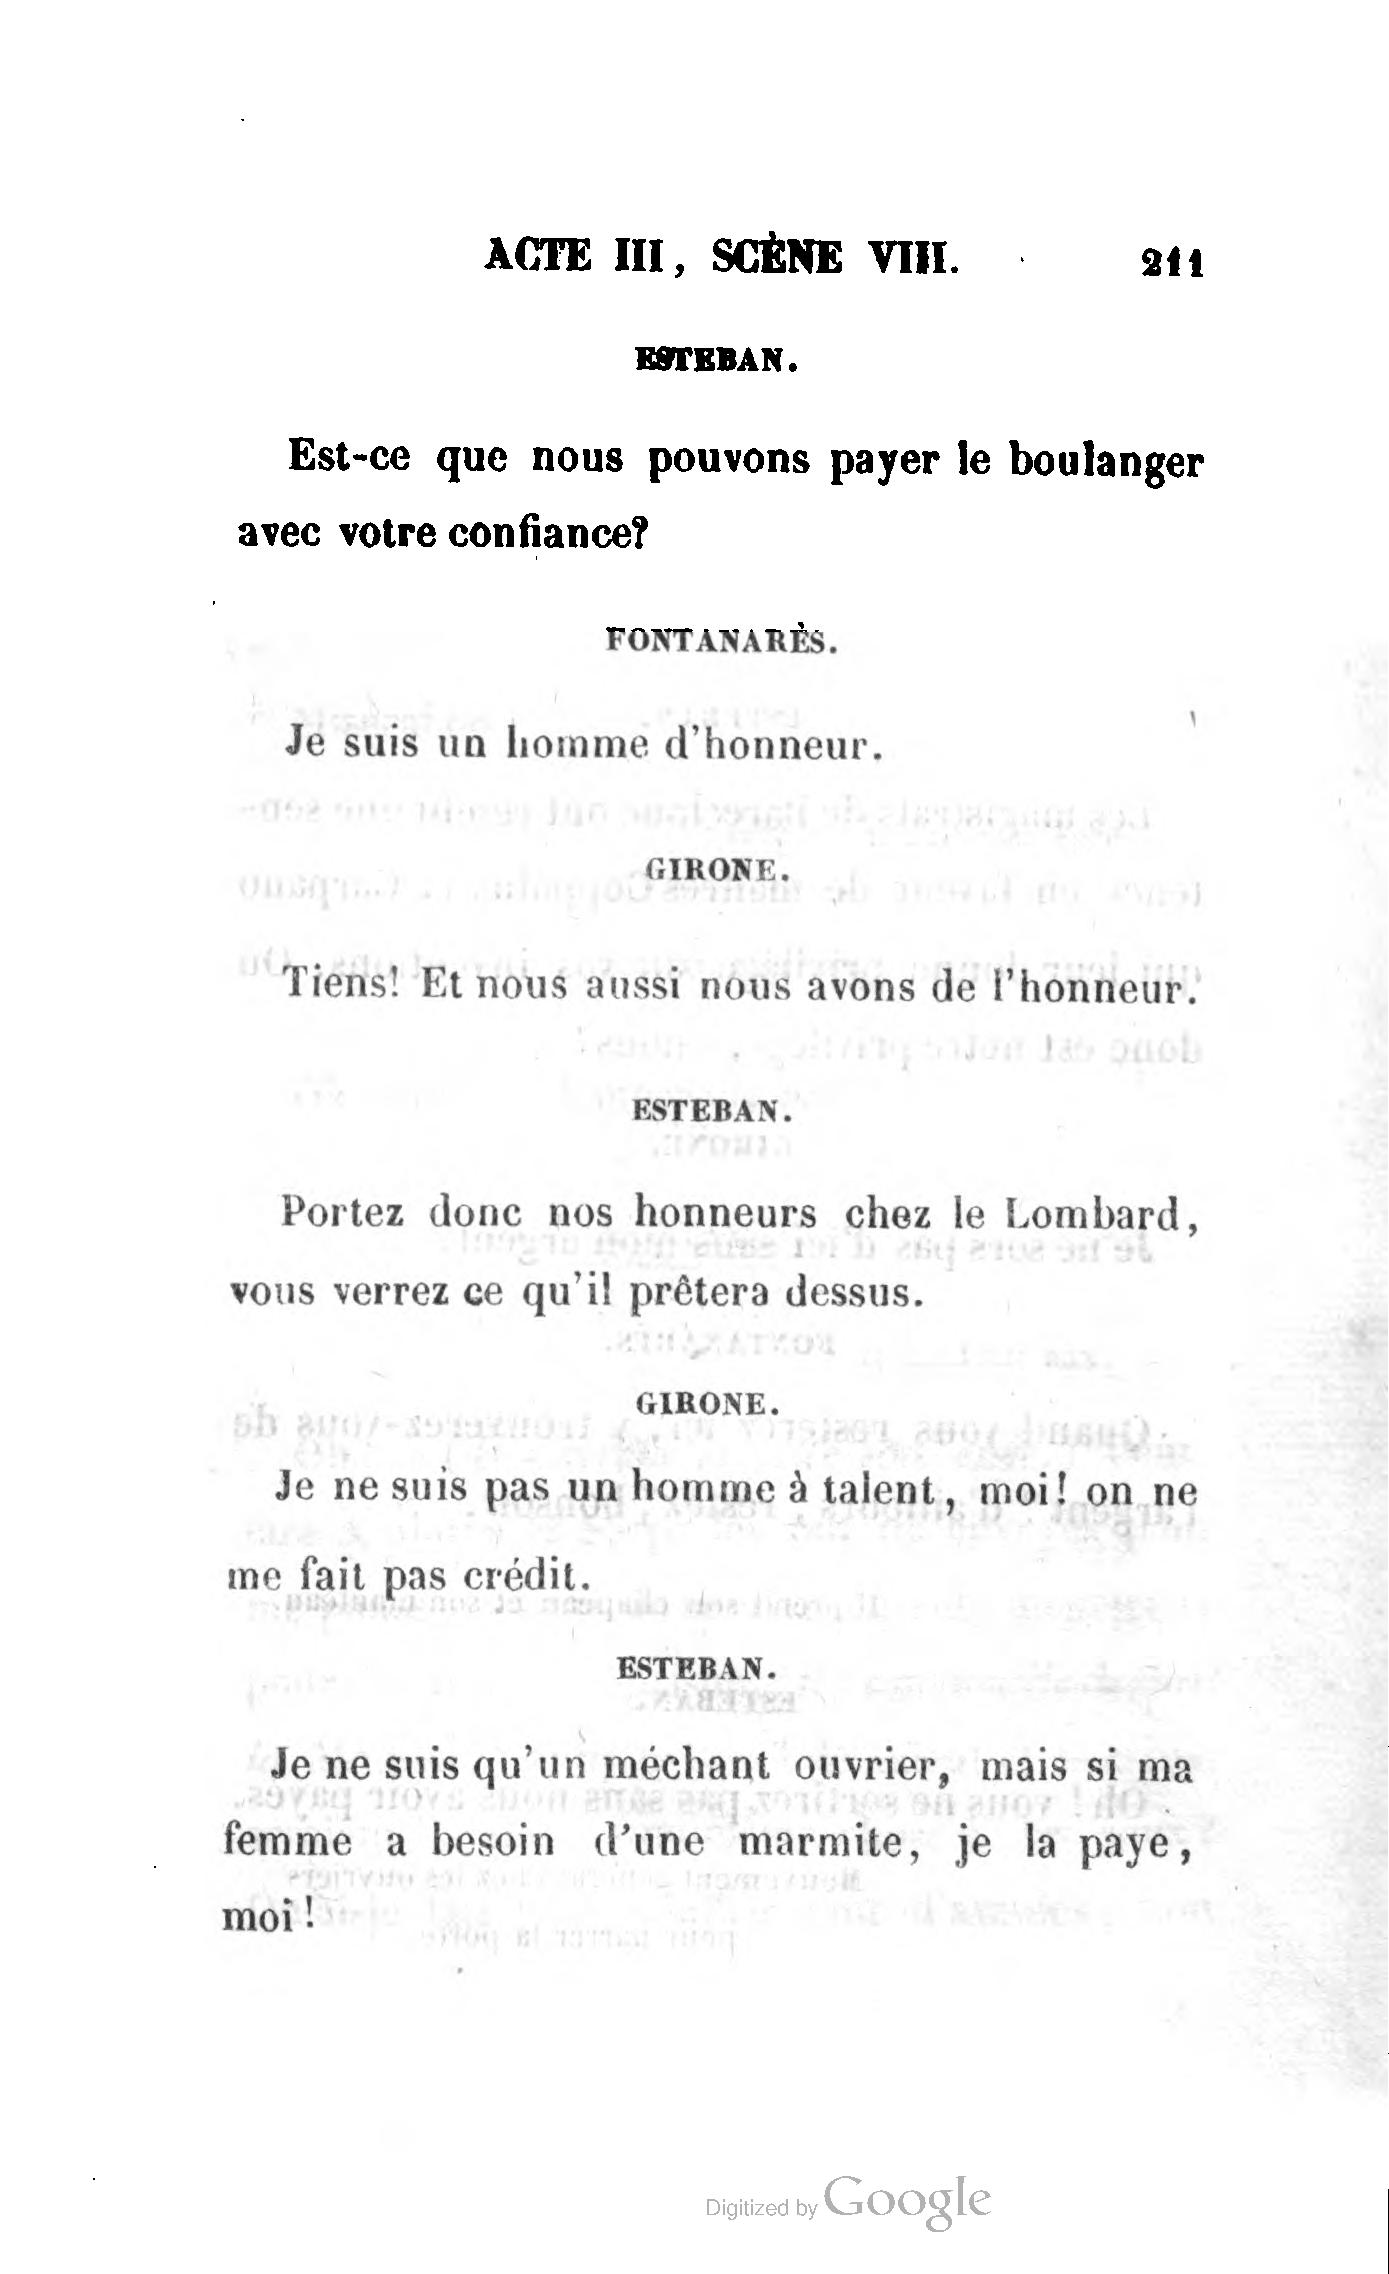 ACTE III, SCÈNE VIII. 211
ESTEBAN.
Est-ce que nous pouvons payer le boulanger
avec votre confiance?
FONTANARÈS.
Je suis un homme d'honneur.
GIRONE.
Tiens! Et nous aussi nous avons de l'honneur.
ESTEBAN.
Portez donc nos honneurs chez le Lombard,
vous verrez ce qu'il prêtera dessus.
GIRONE.
Je ne suis pas un homme à talent, moi! on ne
me fait pas crédit.
ESTEBAN.
Je ne suis qu'un méchant ouvrier, mais si ma
femme a besoin d'une marmite, je la paye,
moi!
Digitized by Google